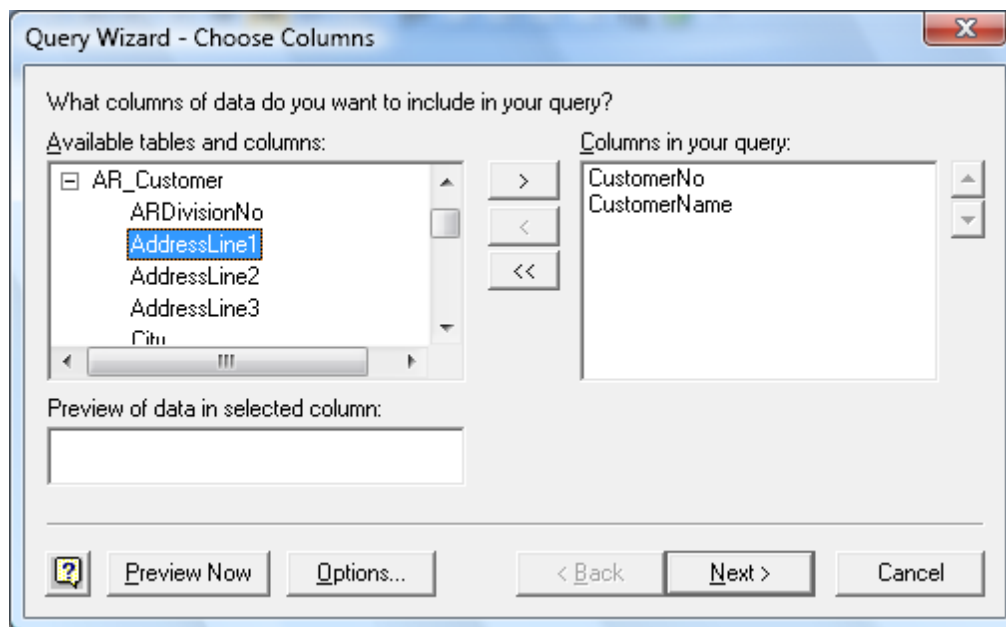 Query Wizard - Choose Columns
X
What columns of data do you want to include in your query?
Available tables and columns:
Columns in your query:
AR_Customer
ARDivisionNo
AddressLine1
AddressLine2
AddressLine3
City
>
<
<<
CustomerNo
CustomerName
Preview of data in selected column:
?
Preview Now
Options...
< Back
Next >
Cancel